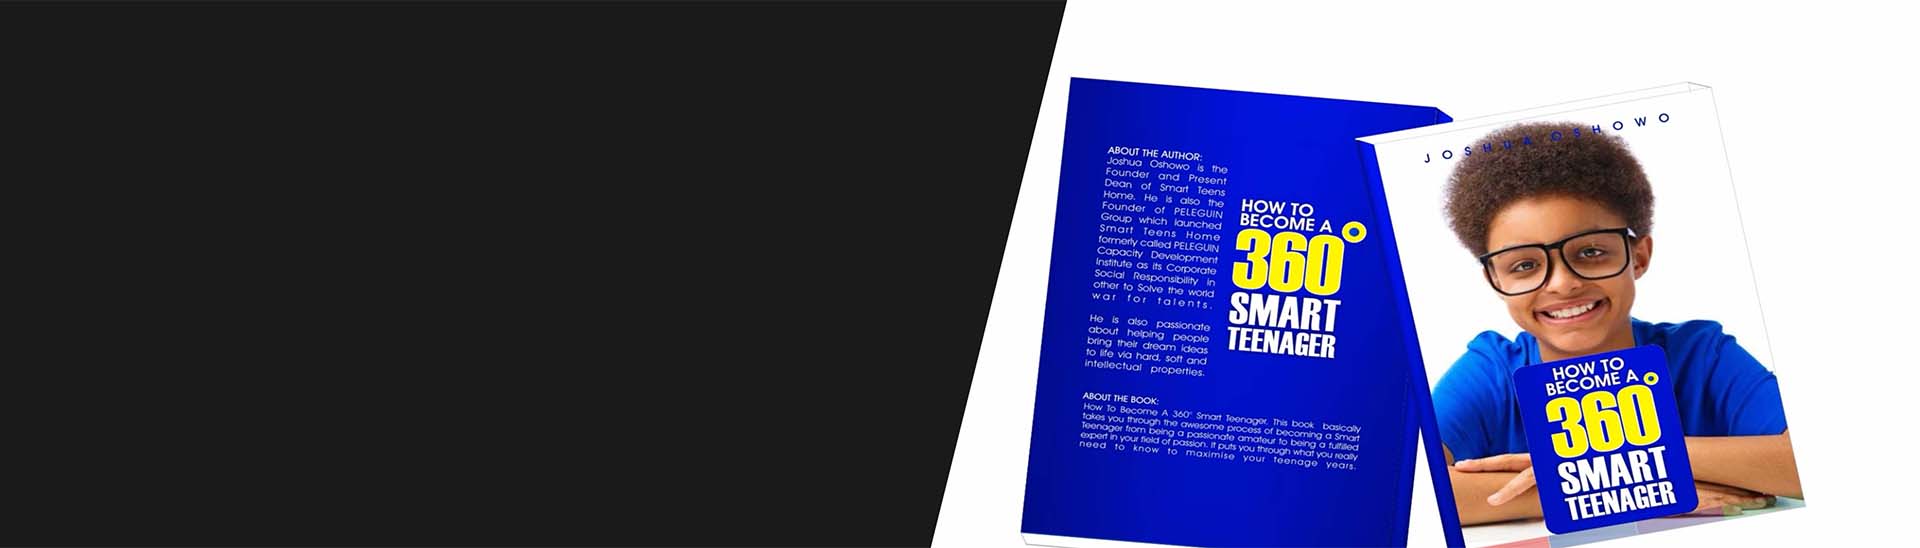 ABOUT THE AUTHOR:
Joshua Oshowo is the
Founder and Present
Dean of Smart Teens
Home. He is also the
Founder of PELEGUIN
Group which launched
Smart Teens Home
formerly called PELEGUIN
Capacity Development
Institute as its Corporate
Social Responsibility in
other to Solve the world
war for talents.
He is also passionate
about helping people
bring their dream ideas
to life via hard, soft and
intellectual properties.
HOW TO
BECOME A
360°
SMART
TEENAGER
ABOUT THE BOOK:
How To Become A 360° Smart Teenager. This book basically
takes you through the awesome process of becoming a Smart
Teenager from being a passionate amateur to being a fulfilled
expert in your field of passion. It puts you through what you really
need to know to maximise your teenage years.
JOSHUA OSHOWO
HOW TO
BECOME A
360°
SMART
TEENAGER